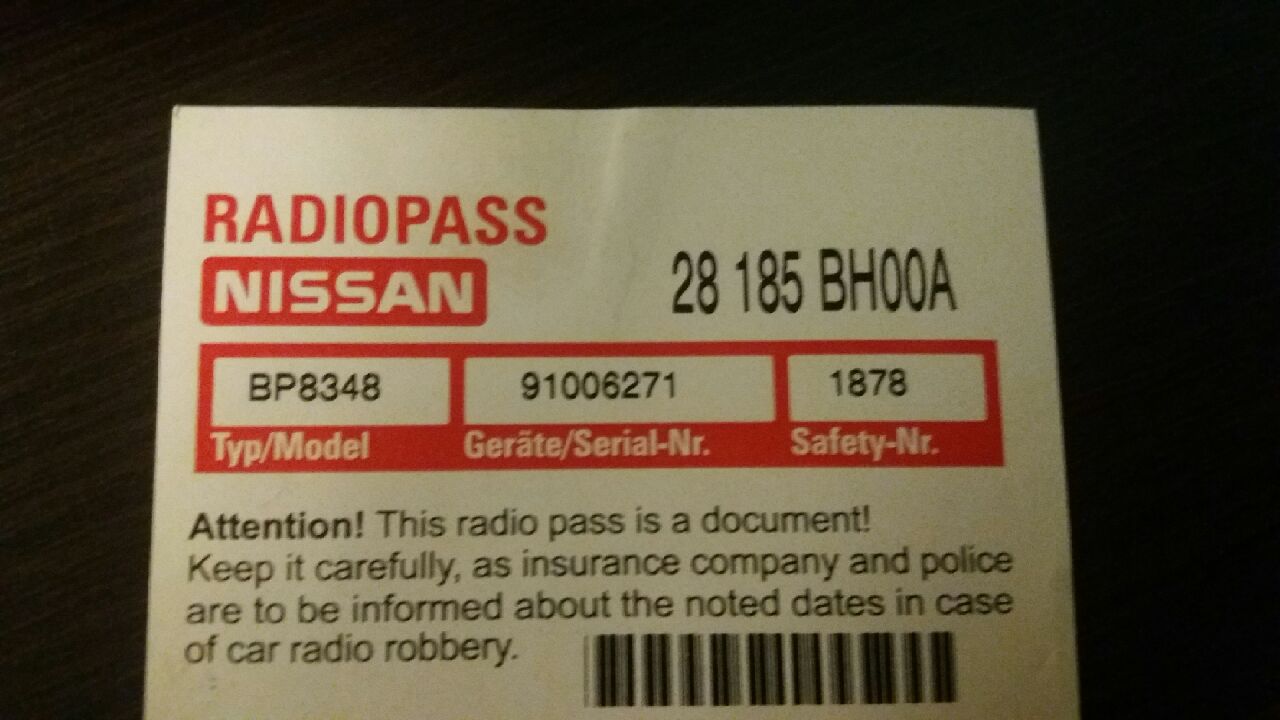 RADIOPASS
NISSAN
28 185 BH00A
BP8348 91006271 1878
Typ/Model Geräte/Serial-Nr. Safety-Nr.
Attention! This radio pass is a document!
Keep it carefully, as insurance company and police
are to be informed about the noted dates in case
of car radio robbery.